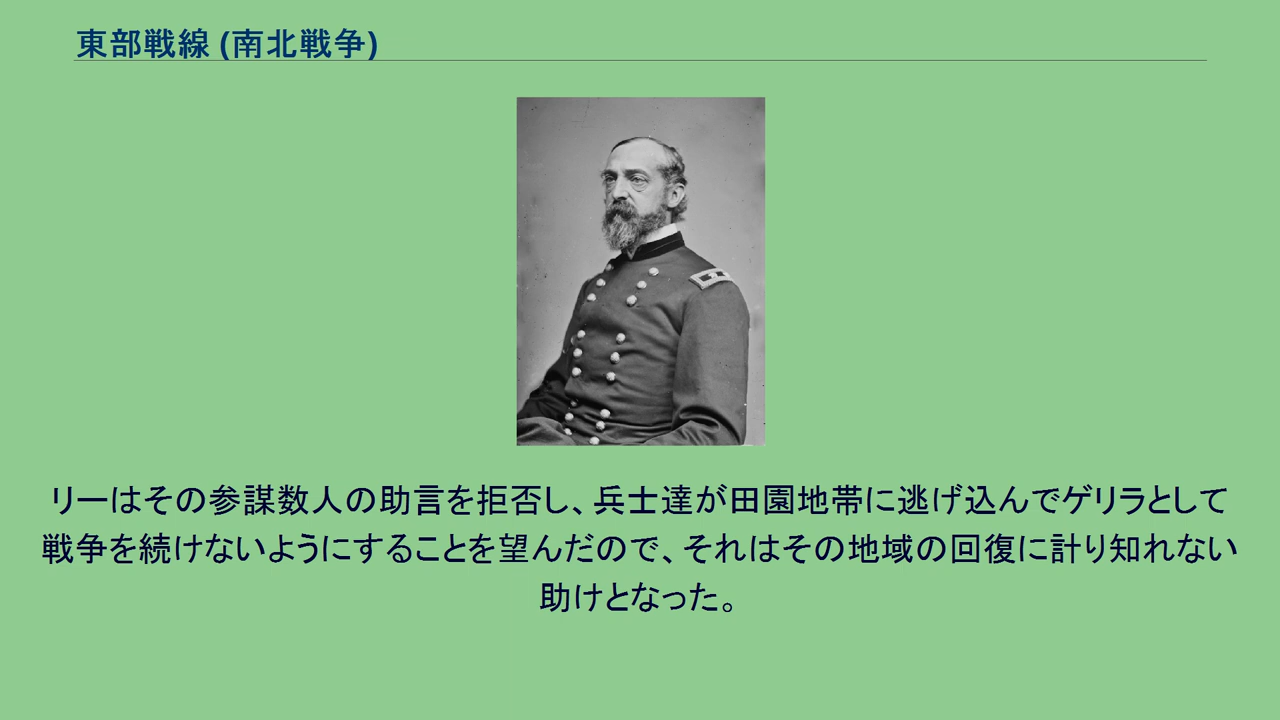 東部戦線 (南北戦争)
リーはその参謀数人の助言を拒否し、兵士達が田園地帯に逃げ込んでゲリラとして
戦争を続けないようにすることを望んだので、それはその地域の回復に計り知れない
助けとなった。